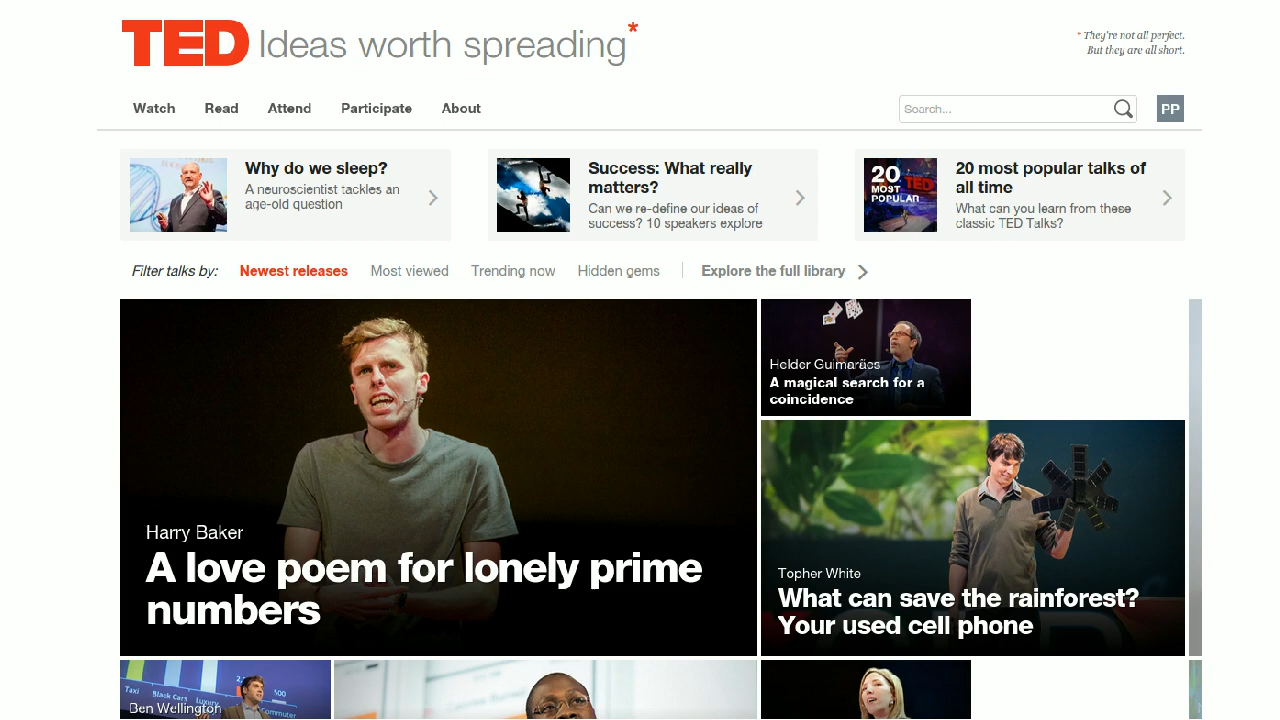 TED Ideas worth spreading*
* They're not all perfect.
But they are all short.
Watch Read Attend Participate About
Search...
PP
Why do we sleep?
A neuroscientist tackles an
age-old question
Success: What really
matters?
Can we re-define our ideas of
success? 10 speakers explore
20
MOST
POPULAR
TED
20 most popular talks of
all time
What can you learn from these
classic TED Talks?
Filter talks by: Newest releases Most viewed Trending now Hidden gems Explore the full library
Harry Baker
A love poem for lonely prime
numbers
Helder Guimarães
A magical search for a
coincidence
Topher White
What can save the rainforest?
Your used cell phone
Taxi Black Cars Luxury
Commuter
Ben Wellington